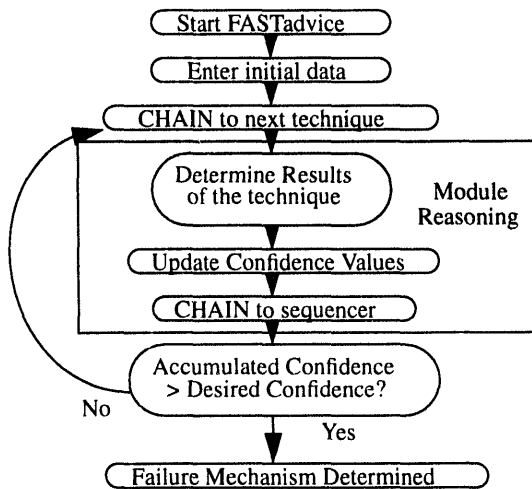 Start FASTadvice
Enter initial data
CHAIN to next technique
Determine Results
of the technique
Module
Reasoning
Update Confidence Values
CHAIN to sequencer
Accumulated Confidence
> Desired Confidence?
No
Yes
Failure Mechanism Determined